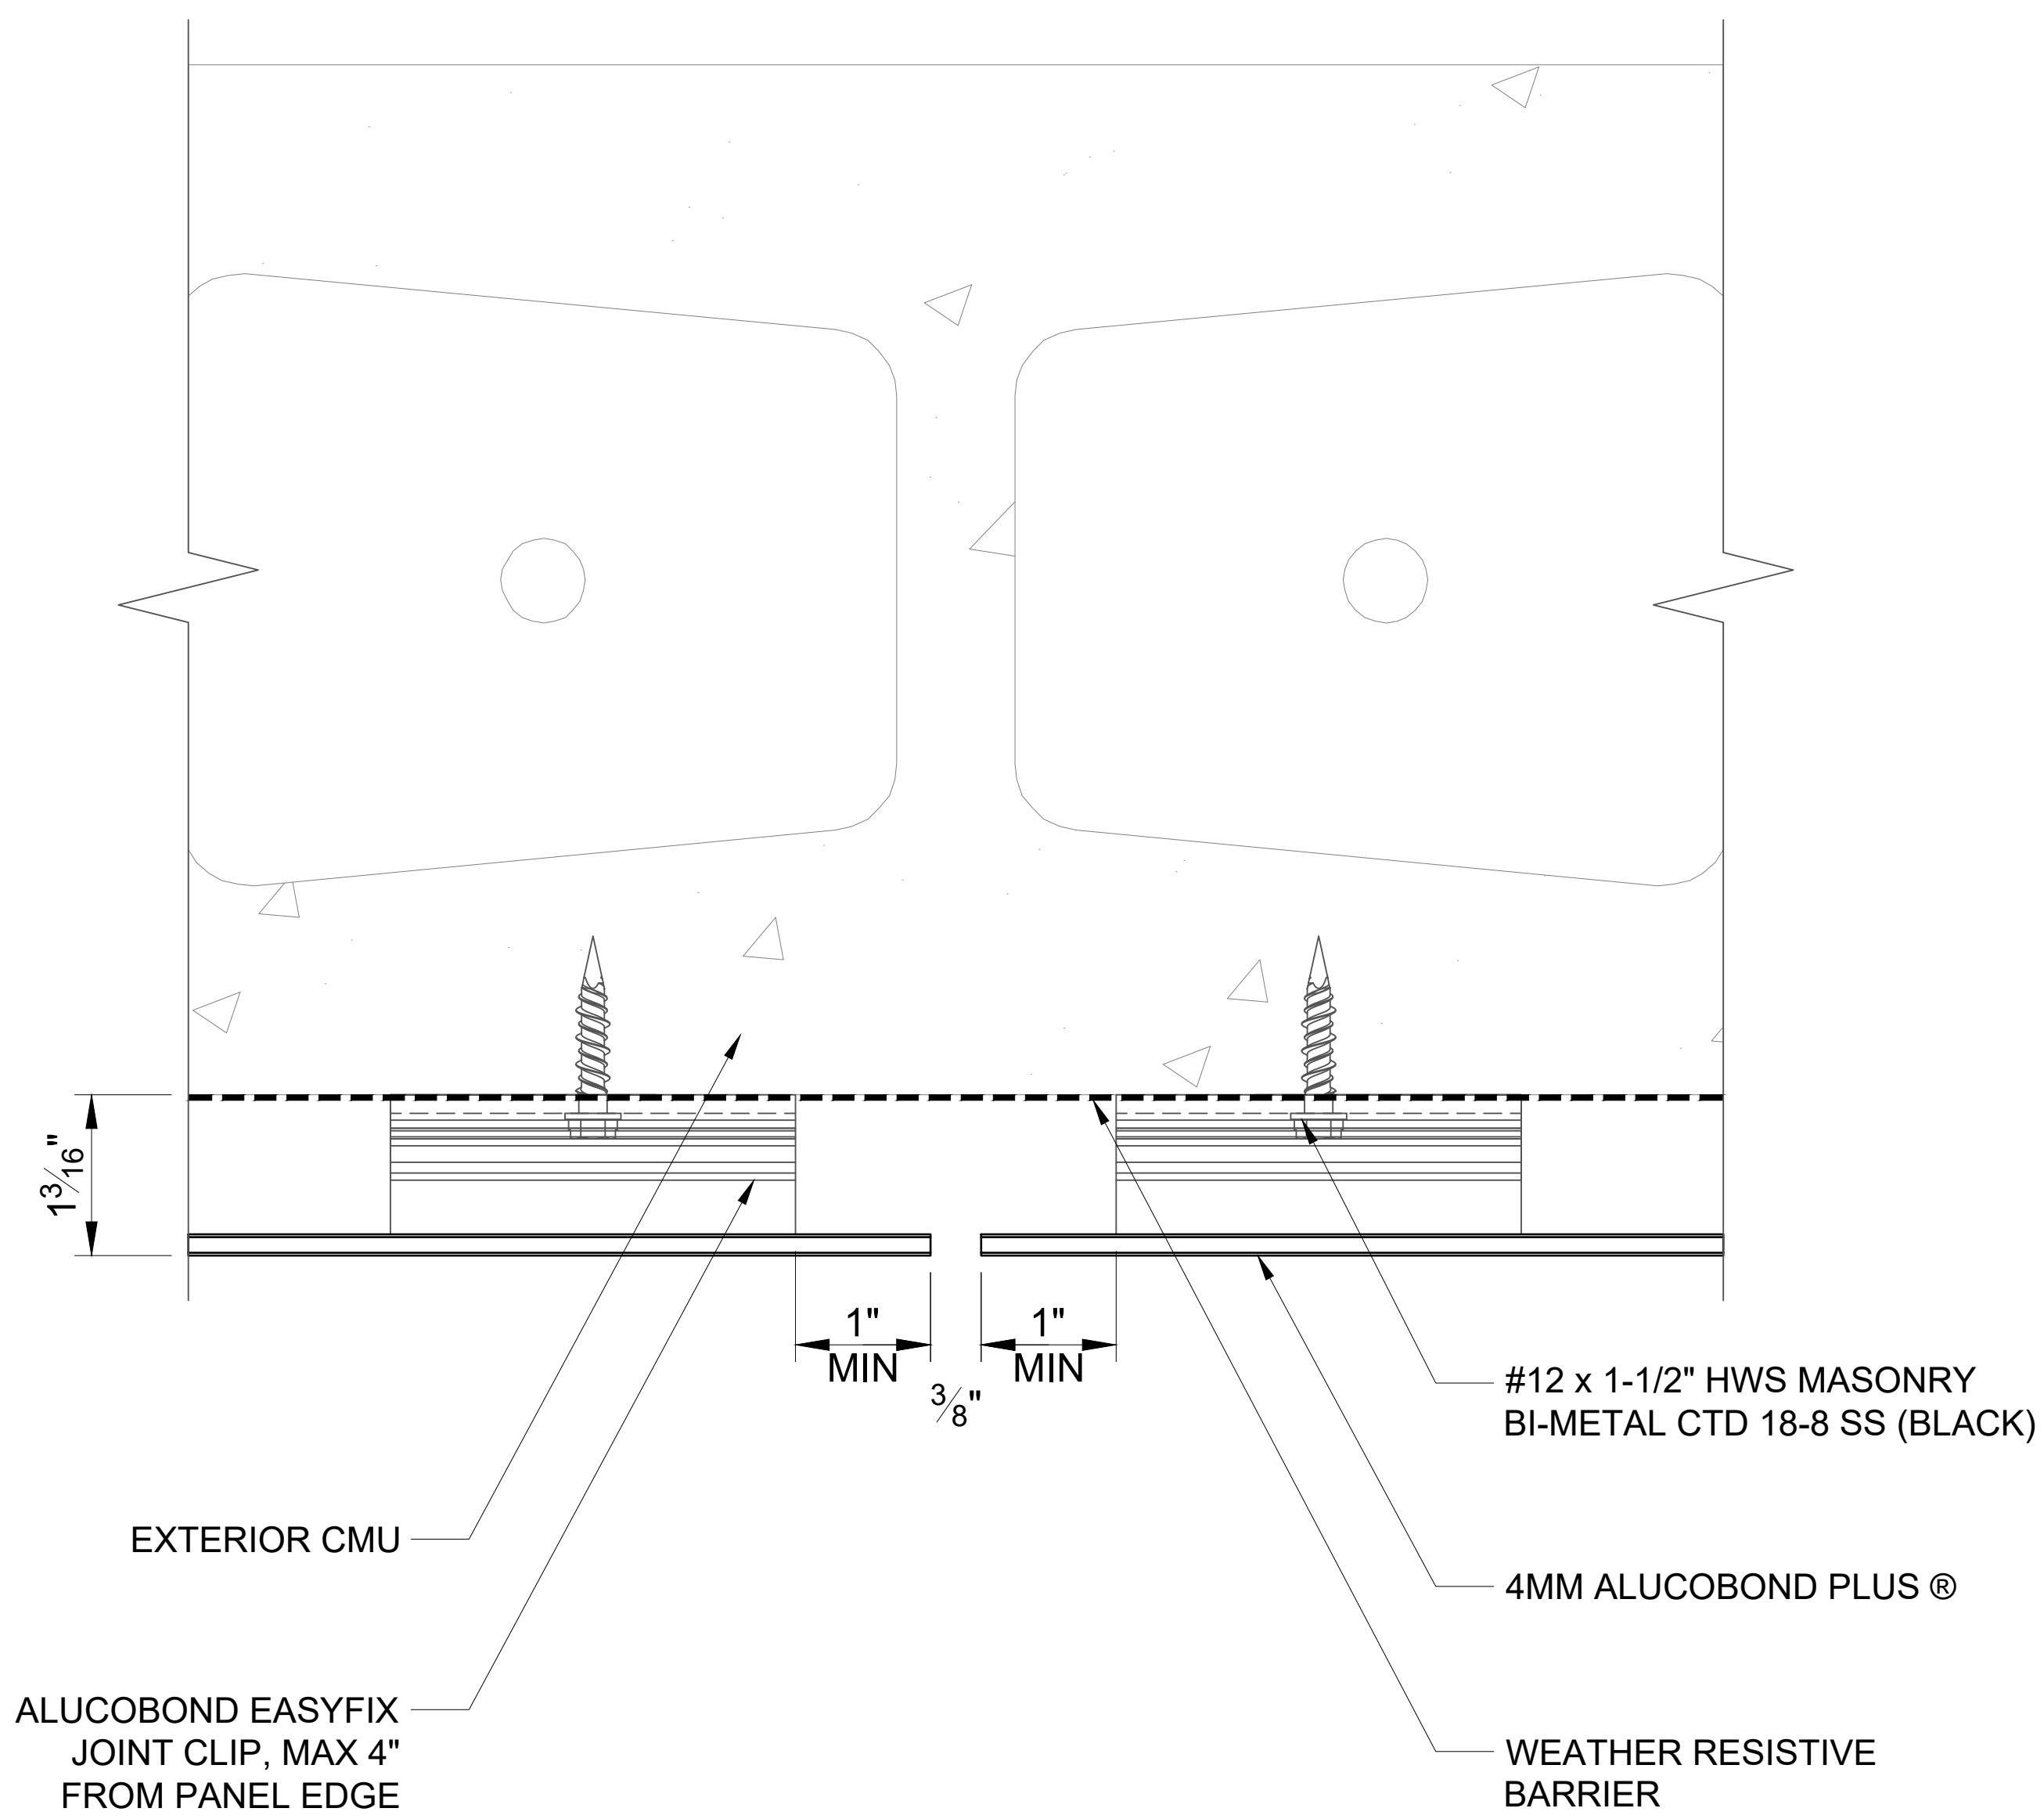 1 3/16"
1"
MIN
1"
MIN
3/8"
#12 x 1-1/2" HWS MASONRY
BI-METAL CTD 18-8 SS (BLACK)
EXTERIOR CMU
4MM ALUCOBOND PLUS ®
ALUCOBOND EASYFIX
JOINT CLIP, MAX 4"
FROM PANEL EDGE
WEATHER RESISTIVE
BARRIER